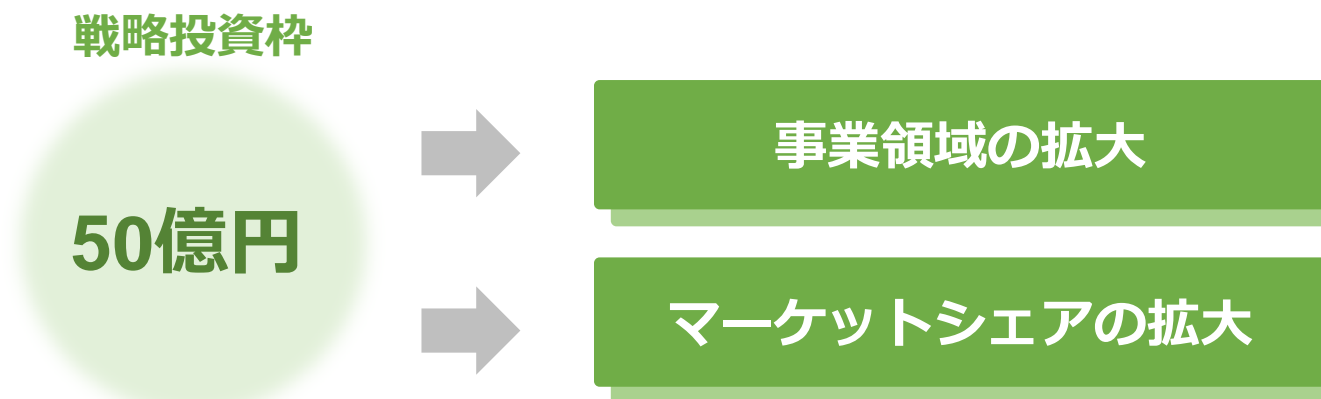 戦略投資枠
50億円
事業領域の拡大
マーケットシェアの拡大